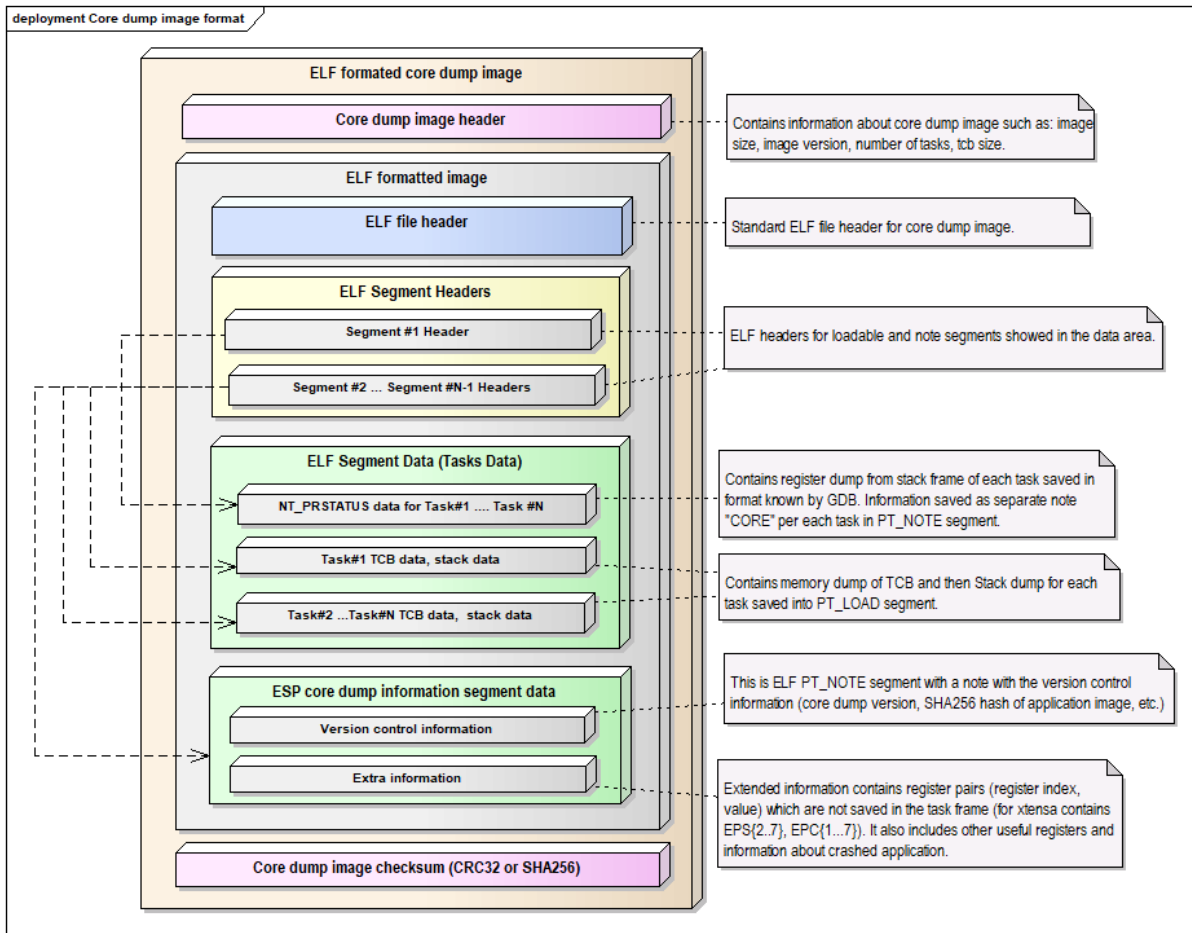 deployment Core dump image format
ELF formated core dump image
Core dump image header
Contains information about core dump image such as: image
size, image version, number of tasks, tcb size.
ELF formatted image
ELF file header
Standard ELF file header for core dump image.
ELF Segment Headers
Segment #1 Header
ELF headers for loadable and note segments showed in the data area.
Segment #2 ... Segment #N-1 Headers
ELF Segment Data (Tasks Data)
NT_PRSTATUS data for Task#1 .... Task #N
Contains register dump from stack frame of each task saved in
format known by GDB. Information saved as separate note
"CORE" per each task in PT_NOTE segment.
Task#1 TCB data, stack data
Task#2 ...Task#N TCB data,  stack data
Contains memory dump of TCB and then Stack dump for each
task saved into PT_LOAD segment.
ESP core dump information segment data
Version control information
This is ELF PT_NOTE segment with a note with the version control
information (core dump version, SHA256 hash of application image, etc.)
Extra information
Extended information contains register pairs (register index,
value) which are not saved in the task frame (for xtensa contains
EPS{2..7}, EPC{1...7}). It also includes other useful registers and
information about crashed application.
Core dump image checksum (CRC32 or SHA256)